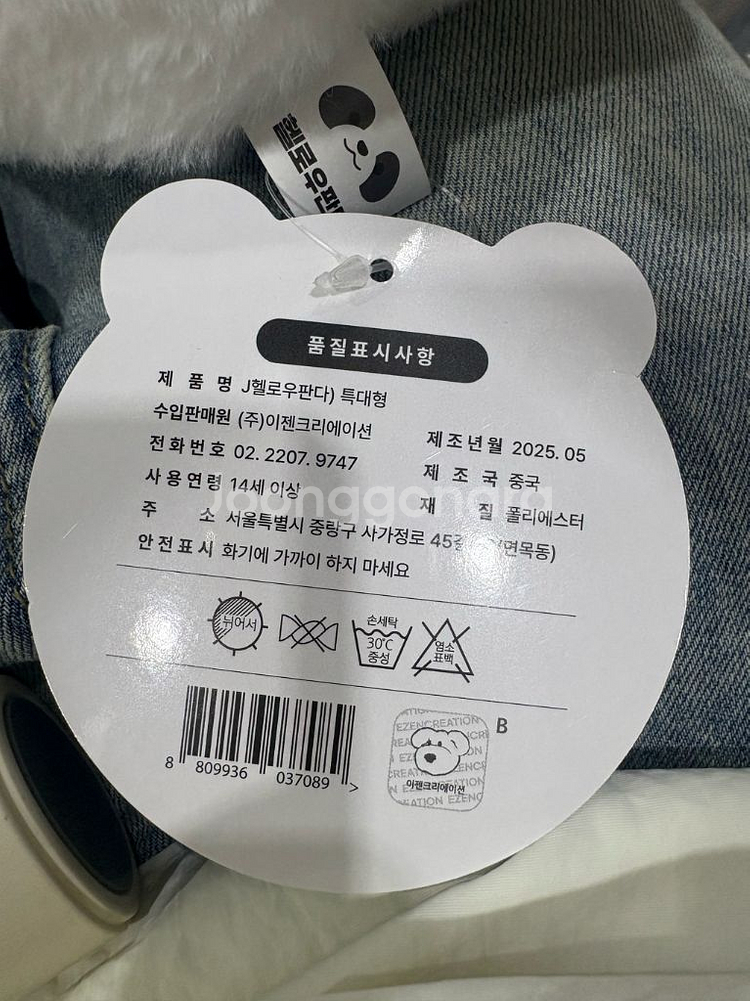 헬로우판
품질표시사항
제 품 명 J헬로우판다) 특대형
수입판매원 (주)이젠크리에이션
전화번호 02. 2207. 9747
제조년월 2025. 05
사용연령 14세 이상
제 조 국 중국
재 질 폴리에스터
주 소 서울특별시 중랑구 사가정로 (면목동)
안전표시 화기에 가까이 하지 마세요
뉘어서
손세탁
30℃
중성
염소
표백
8 809936 037089 >
B
EZENCREATION
이젠크리에이션
Joonggonara